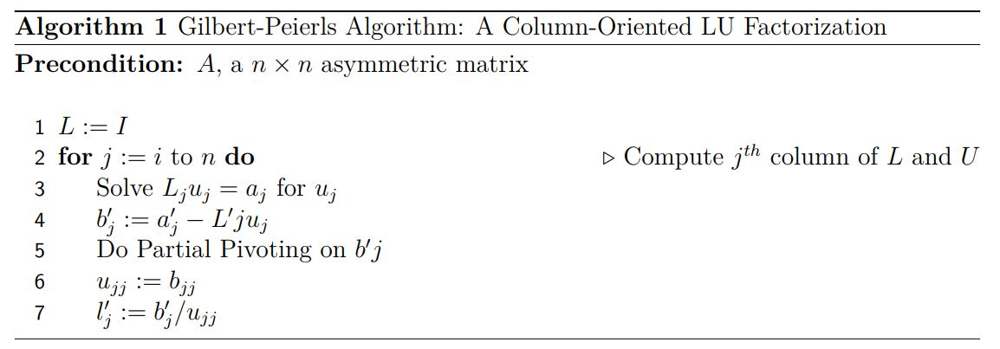 Algorithm 1 Gilbert-Peierls Algorithm: A Column-Oriented LU Factorization
Precondition: A, a n × n asymmetric matrix
1 L := I
2 for j := i to n do ▷ Compute j^{th} column of L and U
3 Solve L_j u_j = a_j for u_j
4 b'_j := a'_j − L'ju_j
5 Do Partial Pivoting on b'j
6 u_{jj} := b_{jj}
7 l'_j := b'_j/u_{jj}